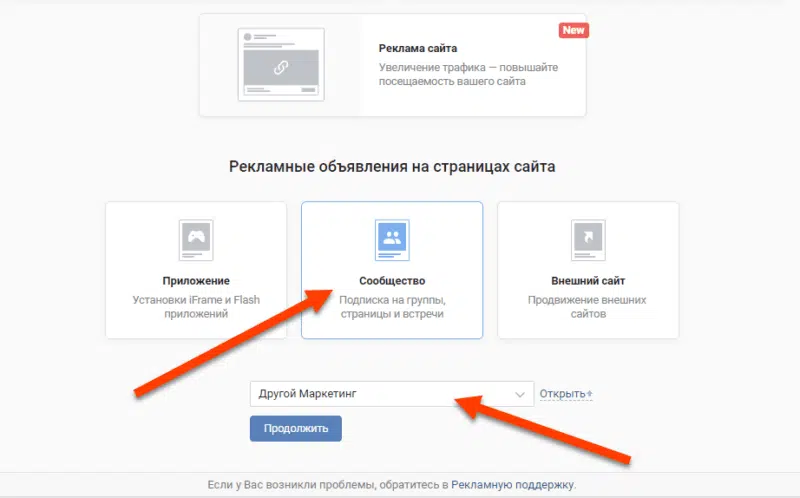 New
Реклама сайта
Увеличение трафика — повышайте
посещаемость вашего сайта
Рекламные объявления на страницах сайта
Приложение
Установки iFrame и Flash
приложений
Сообщество
Подписка на группы,
страницы и встречи
Внешний сайт
Продвижение внешних
сайтов
Другой Маркетинг
Открыть+
Продолжить
Если у Вас возникли проблемы, обратитесь в Рекламную поддержку.